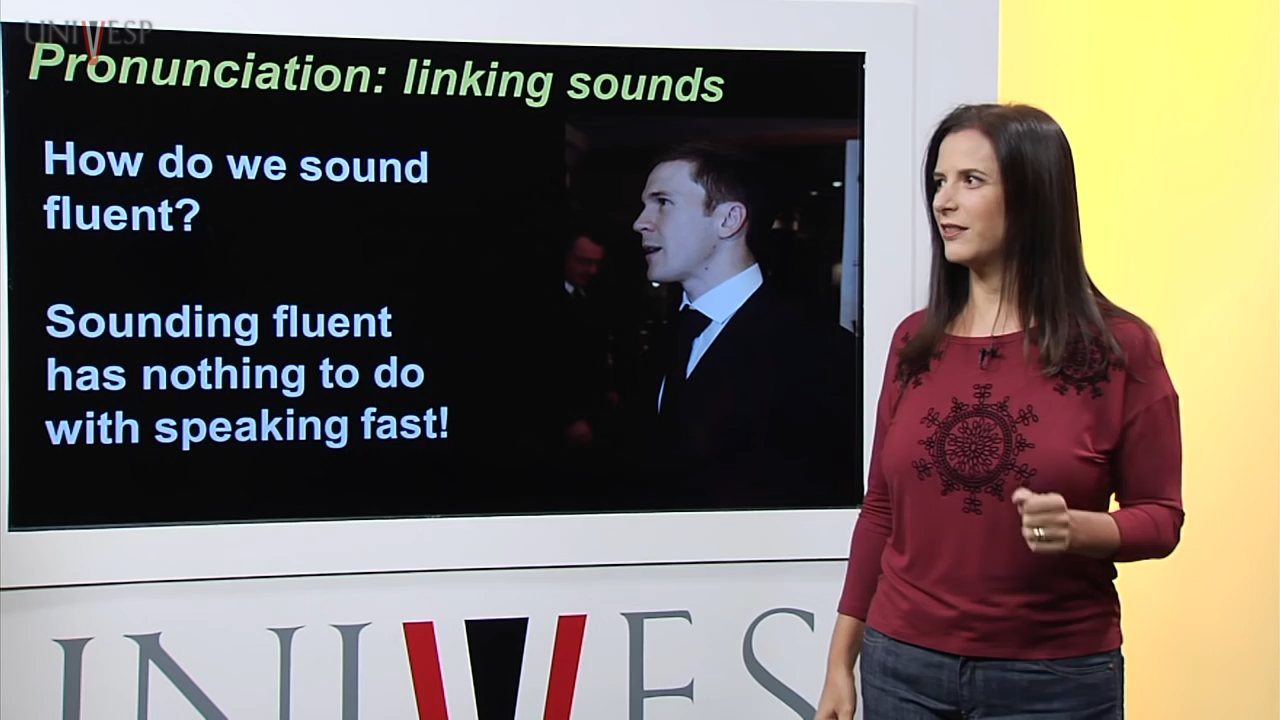 UNIVESP
Pronunciation: linking sounds
How do we sound
fluent?
Sounding fluent
has nothing to do
with speaking fast!
UNIVES